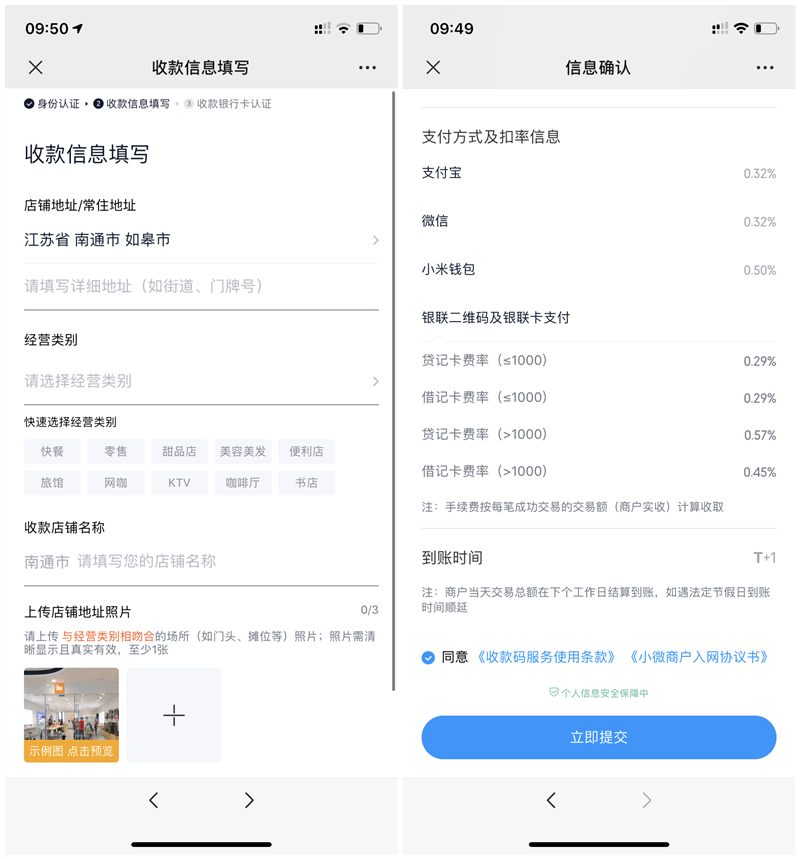 09:50
收款信息填写
身份认证 2 收款信息填写 3 收款银行卡认证
收款信息填写
店铺地址/常住地址
江苏省 南通市 如皋市
请填写详细地址（如街道、门牌号）
经营类别
请选择经营类别
快速选择经营类别
快餐 零售 甜品店 美容美发 便利店
旅馆 网咖 KTV 咖啡厅 书店
收款店铺名称
南通市 请填写您的店铺名称
上传店铺地址照片 0/3
请上传 与经营类别相吻合的场所（如门头、摊位等）照片；照片需清
晰显示且真实有效，至少1张
示例图 点击预览
09:49
信息确认
支付方式及扣率信息
支付宝 0.32%
微信 0.32%
小米钱包 0.50%
银联二维码及银联卡支付
贷记卡费率（≤1000） 0.29%
借记卡费率（≤1000） 0.29%
贷记卡费率（>1000） 0.57%
借记卡费率（>1000） 0.45%
注：手续费按每笔成功交易的交易额（商户实收）计算收取
到账时间 T+1
注：商户当天交易总额在下个工作日结算到账，如遇法定节假日到账
时间顺延
同意 《收款码服务使用条款》 《小微商户入网协议书》
个人信息安全保障中
立即提交